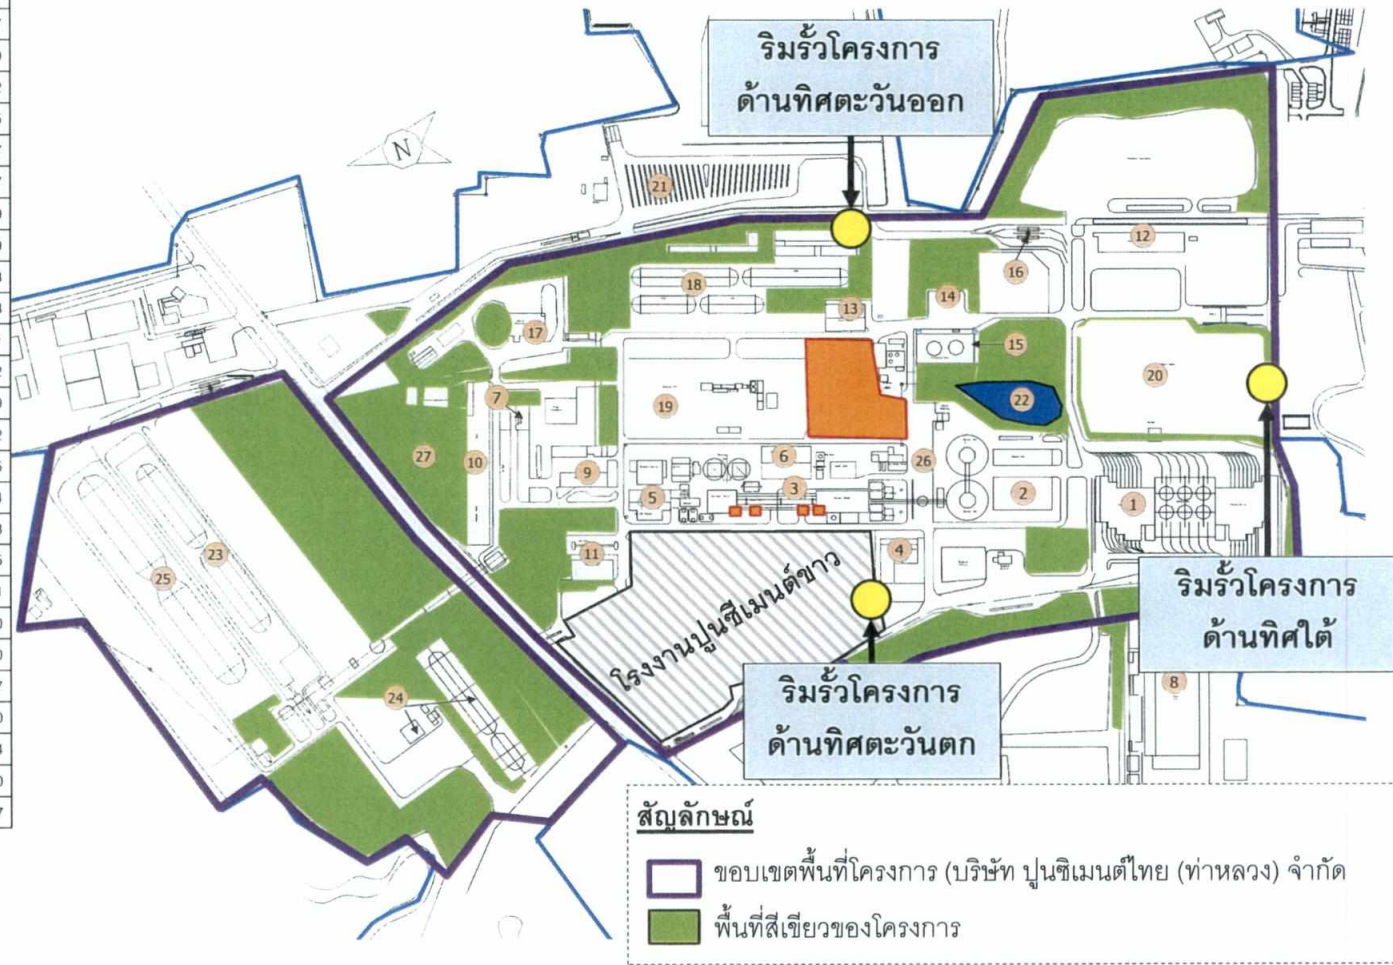 ริมรั้วโครงการ
ด้านทิศตะวันออก
N
21
12
16
18
14
13
17
15
20
7
22
19
27
10
6
26
9
3
5
2
1
11
4
23
25
โรงงานปูนซีเมนต์ขาว
ริมรั้วโครงการ
ด้านทิศใต้
24
8
ริมรั้วโครงการ
ด้านทิศตะวันตก
สัญลักษณ์
ขอบเขตพื้นที่โครงการ (บริษัท ปูนซิเมนต์ไทย (ท่าหลวง) จำกัด
พื้นที่สีเขียวของโครงการ